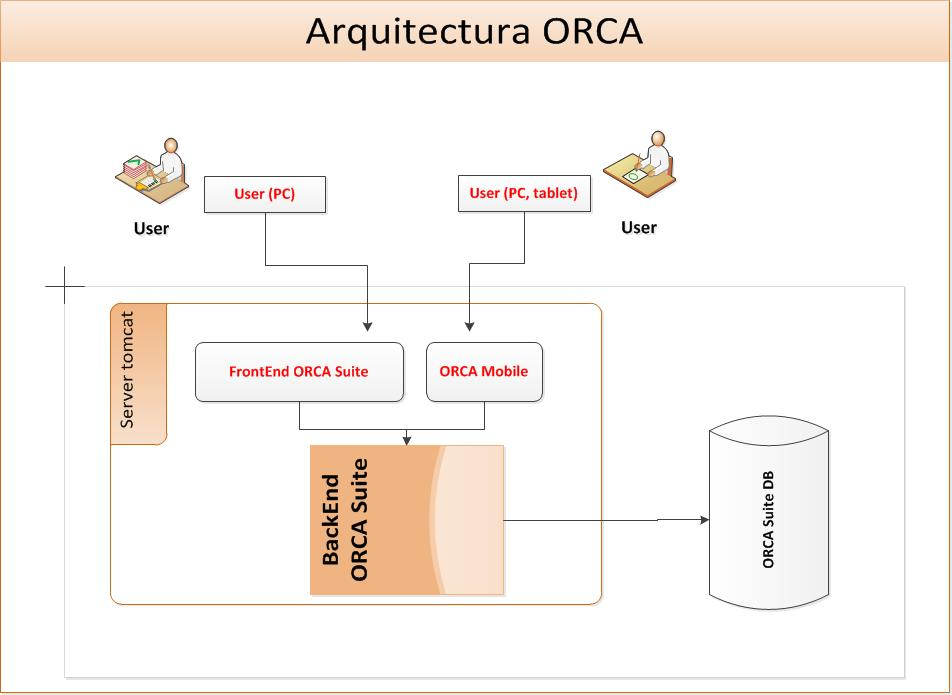 Arquitectura ORCA
User (PC)
User (PC, tablet)
User
User
Server tomcat
FrontEnd ORCA Suite
ORCA Mobile
BackEnd
ORCA Suite
ORCA Suite DB